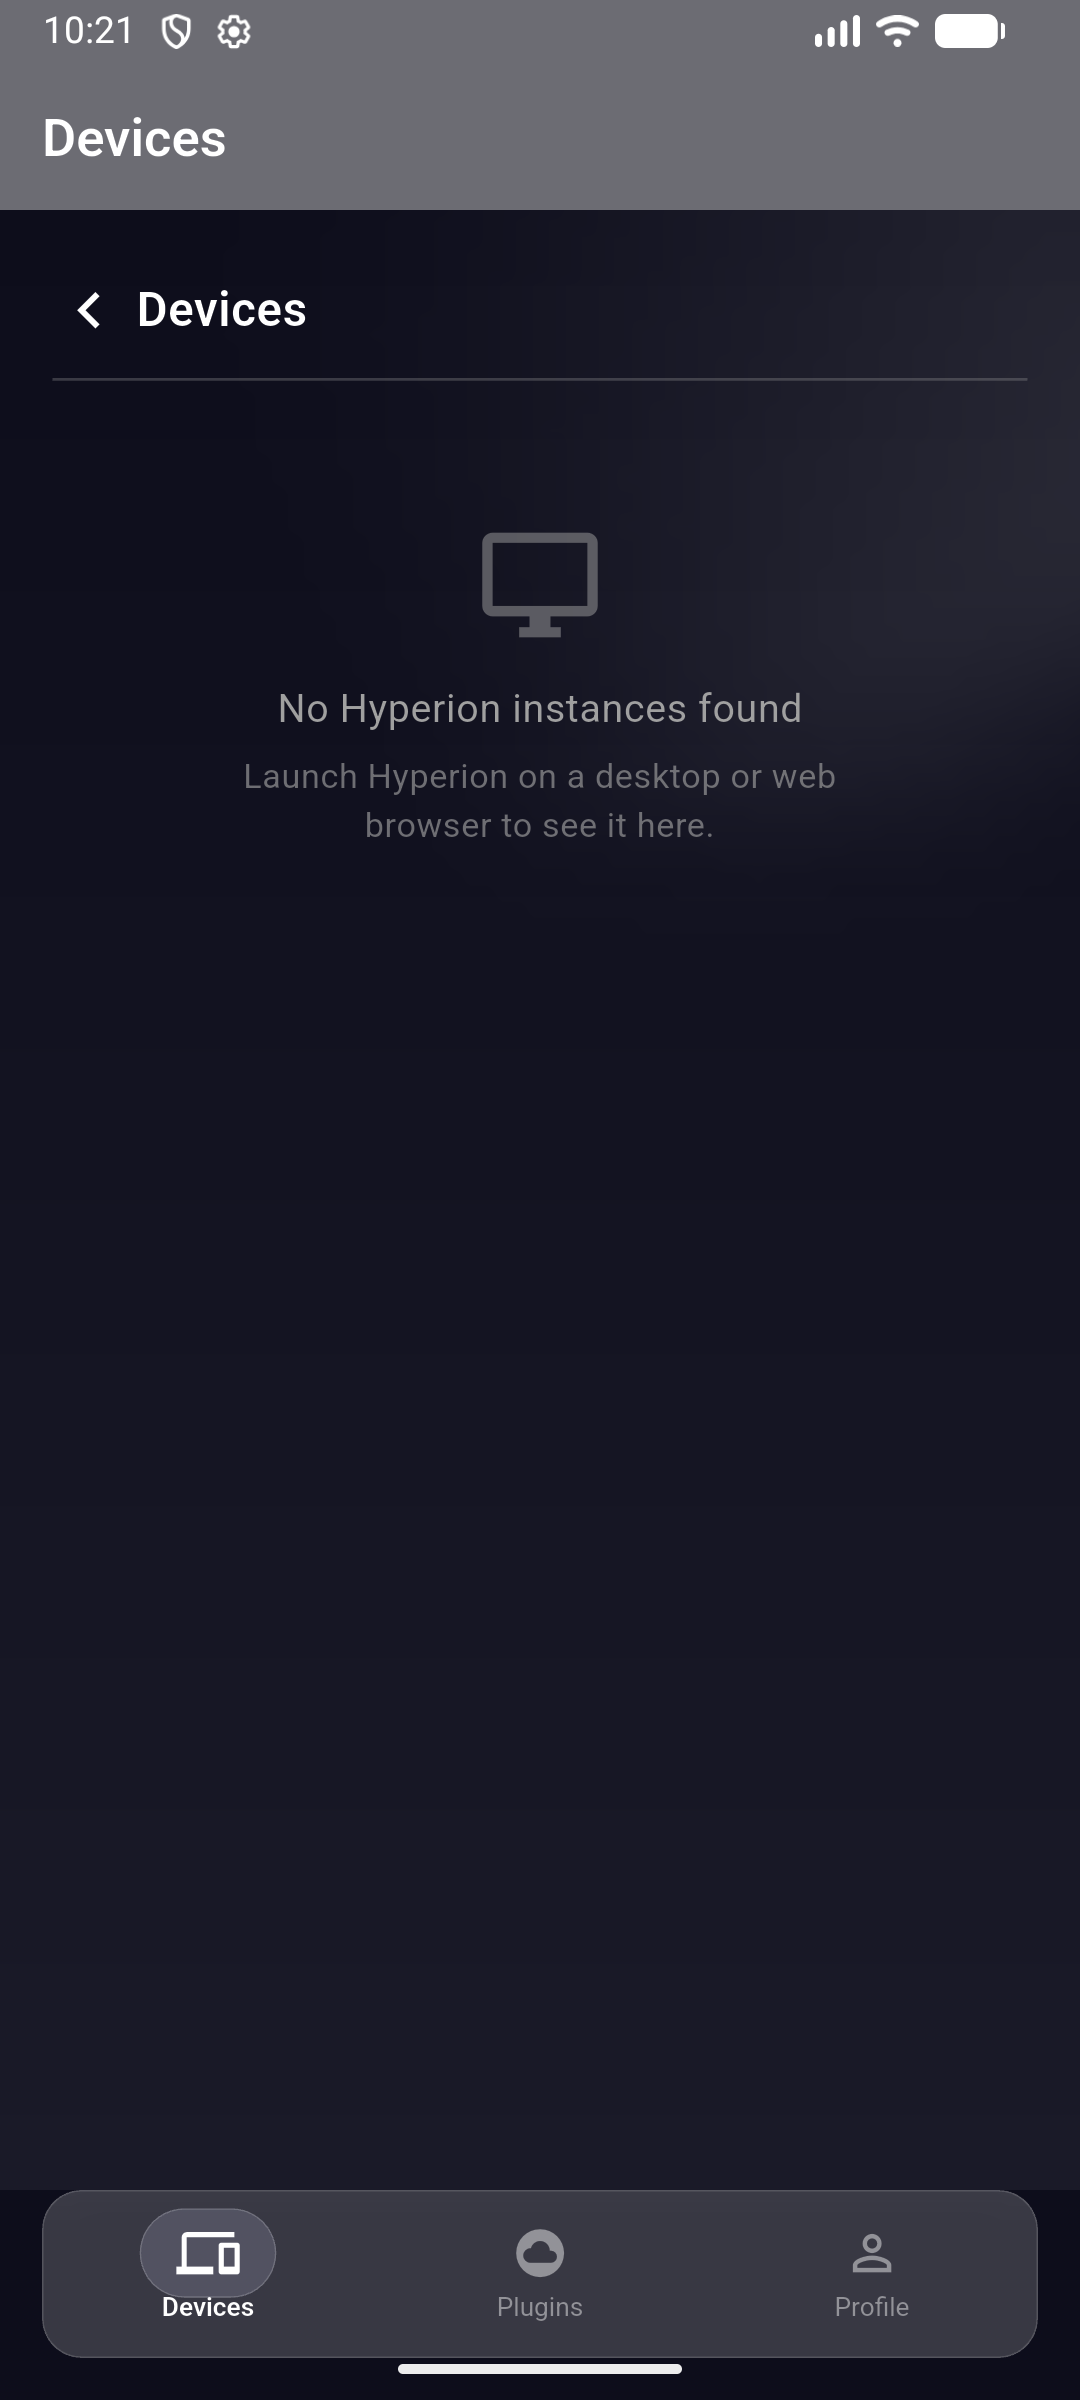 10:21
Devices
Devices
No Hyperion instances found
Launch Hyperion on a desktop or web
browser to see it here.
Devices
Plugins
Profile